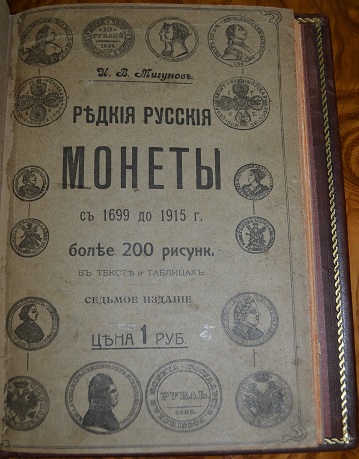 И. В. Мигуновъ.
РѢДКІЯ РУССКІЯ
МОНЕТЫ
съ 1699 до 1915 г.
болѣе 200 рисунк.
ВЪ ТЕКСТѢ и ТАБЛИЦАХЪ.
СЕДЬМОЕ ИЗДАНІЕ
ЦѢНА 1 РУБ.
РУБЛЬ